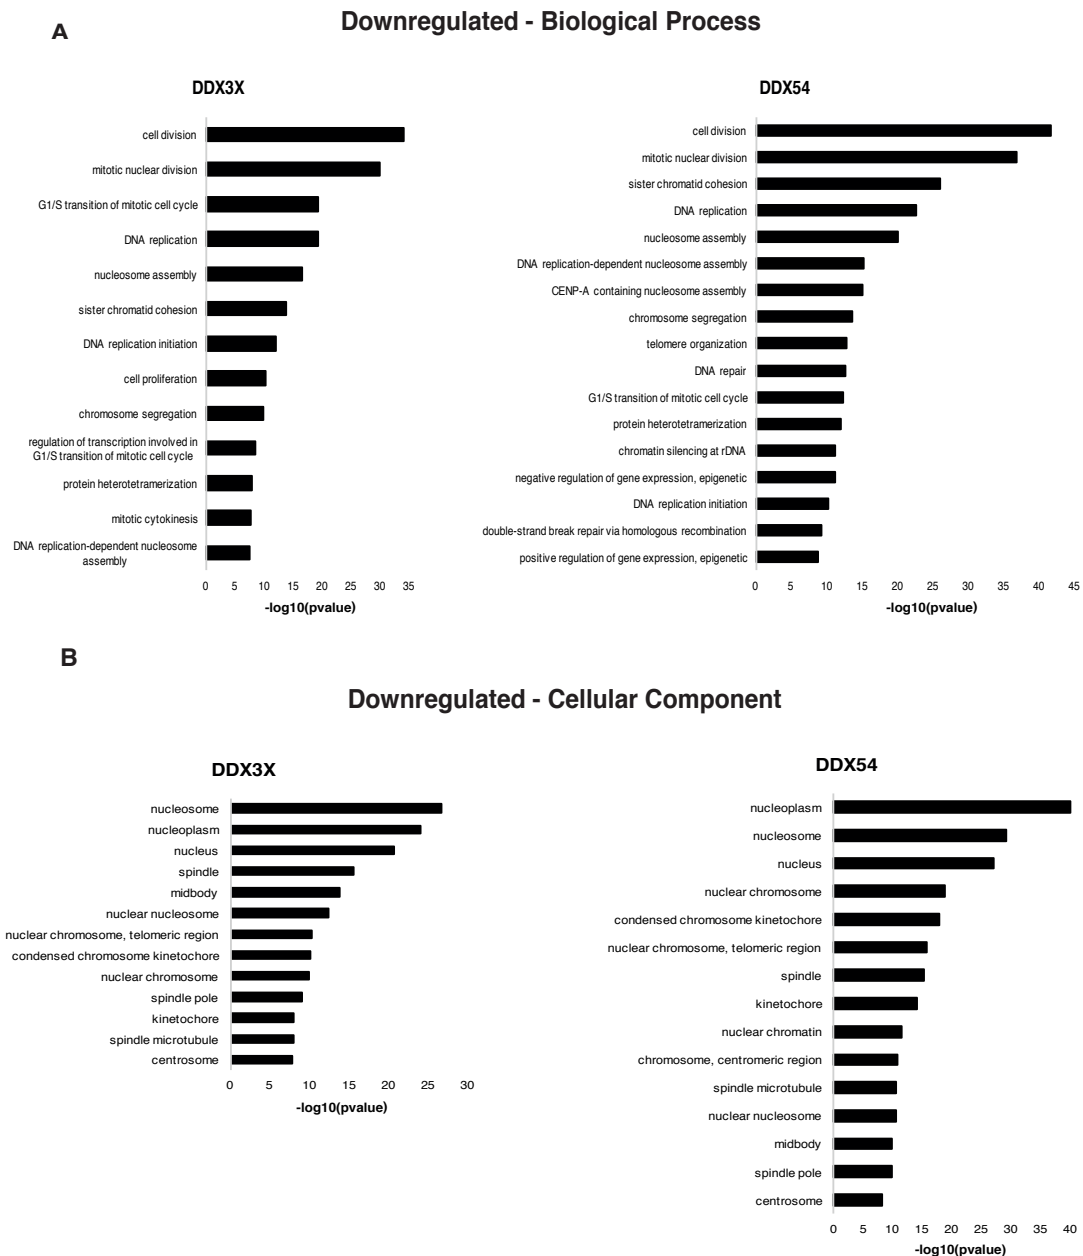 A
Downregulated - Biological Process
DDX3X
cell division
mitotic nuclear division
G1/S transition of mitotic cell cycle
DNA replication
nucleosome assembly
sister chromatid cohesion
DNA replication initiation
cell proliferation
chromosome segregation
regulation of transcription involved in
G1/S transition of mitotic cell cycle
protein heterotetramerization
mitotic cytokinesis
DNA replication-dependent nucleosome
assembly
0 5 10 15 20 25 30 35
-log10(pvalue)
DDX54
cell division
mitotic nuclear division
sister chromatid cohesion
DNA replication
nucleosome assembly
DNA replication-dependent nucleosome assembly
CENP-A containing nucleosome assembly
chromosome segregation
telomere organization
DNA repair
G1/S transition of mitotic cell cycle
protein heterotetramerization
chromatin silencing at rDNA
negative regulation of gene expression, epigenetic
DNA replication initiation
double-strand break repair via homologous recombination
positive regulation of gene expression, epigenetic
0 5 10 15 20 25 30 35 40 45
-log10(pvalue)
B
Downregulated - Cellular Component
DDX3X
nucleosome
nucleoplasm
nucleus
spindle
midbody
nuclear nucleosome
nuclear chromosome, telomeric region
condensed chromosome kinetochore
nuclear chromosome
spindle pole
kinetochore
spindle microtubule
centrosome
0 5 10 15 20 25 30
-log10(pvalue)
DDX54
nucleoplasm
nucleosome
nucleus
nuclear chromosome
condensed chromosome kinetochore
nuclear chromosome, telomeric region
spindle
kinetochore
nuclear chromatin
chromosome, centromeric region
spindle microtubule
nuclear nucleosome
midbody
spindle pole
centrosome
0 5 10 15 20 25 30 35 40
-log10(pvalue)